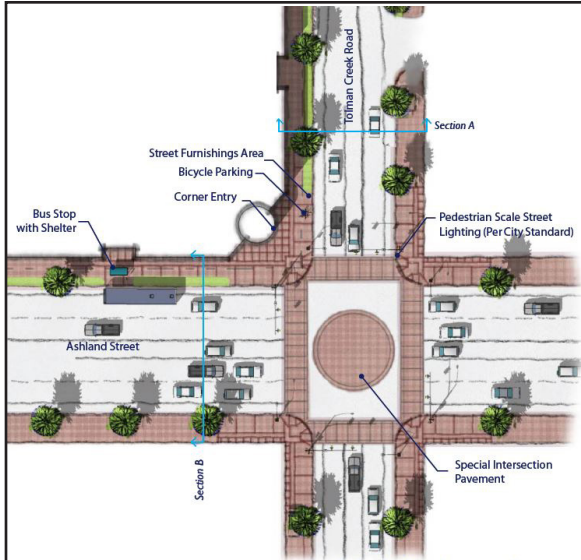 Tolman Creek Road
Section A
Street Furnishings Area
Bicycle Parking
Corner Entry
Bus Stop
with Shelter
Pedestrian Scale Street
Lighting (Per City Standard)
Ashland Street
Section B
Special Intersection
Pavement